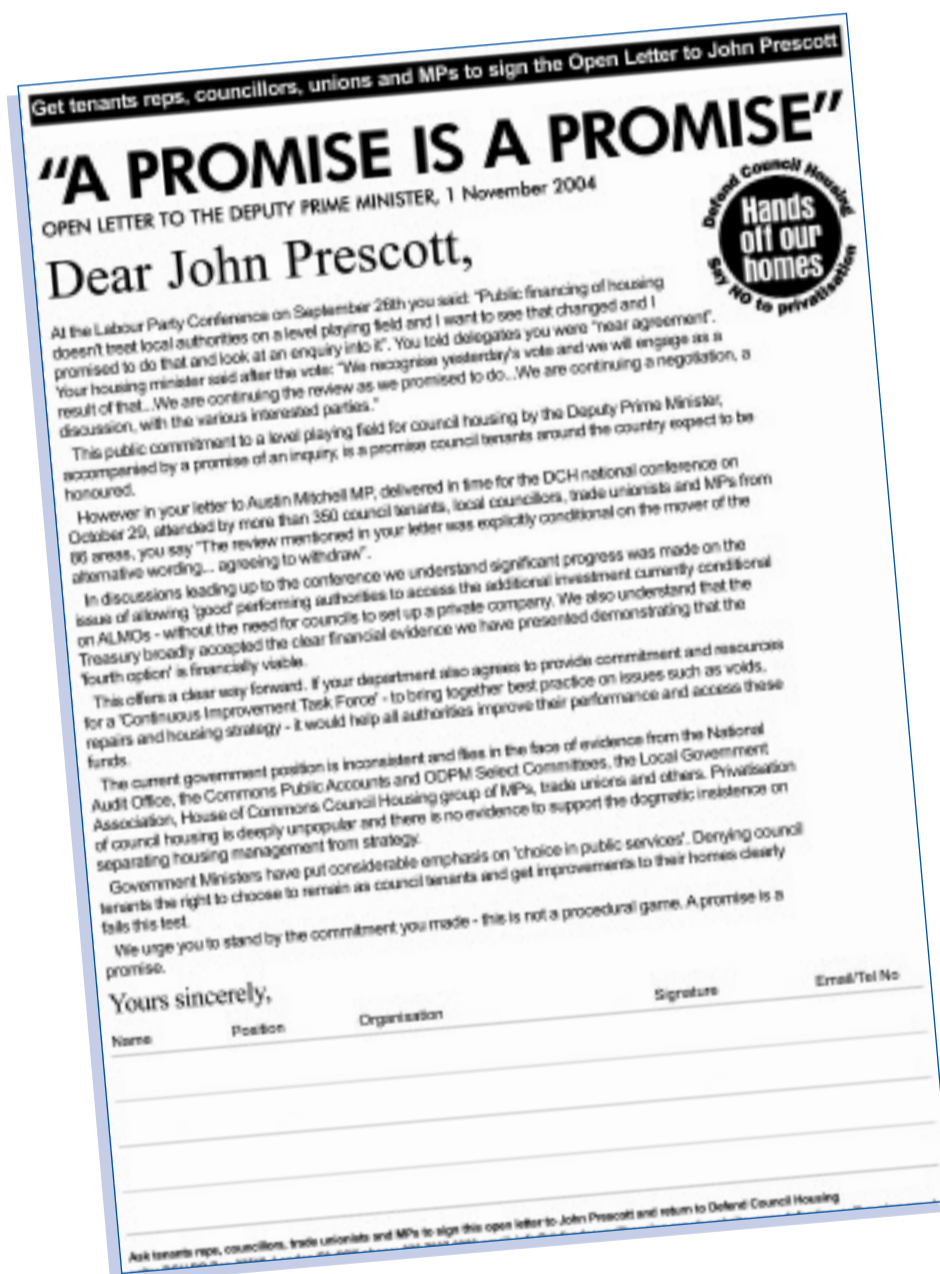 Get tenants reps, councillors, unions and MPs to sign the Open Letter to John Prescott
“A PROMISE IS A PROMISE”
OPEN LETTER TO THE DEPUTY PRIME MINISTER, 1 November 2004
Defend Council Housing
Hands
off our
homes
Say NO to privatisation
Dear John Prescott,
At the Labour Party Conference on September 26th you said: "Public financing of housing
doesn't treat local authorities on a level playing field and I want to see that changed and I
promised to do that and look at an enquiry into it". You told delegates you were "near agreement".
Your housing minister said after the vote: "We recognise yesterday's vote and we will engage as a
result of that...We are continuing the review as we promised to do...We are continuing a negotiation, a
discussion, with the various interested parties."
This public commitment to a level playing field for council housing by the Deputy Prime Minister,
accompanied by a promise of an inquiry, is a promise council tenants around the country expect to be
honoured.
However in your letter to Austin Mitchell MP, delivered in time for the DCH national conference on
October 29, attended by more than 350 council tenants, local councillors, trade unionists and MPs from
86 areas, you say "The review mentioned in your letter was explicitly conditional on the mover of the
alternative wording... agreeing to withdraw".
In discussions leading up to the conference we understand significant progress was made on the
issue of allowing 'good' performing authorities to access the additional investment currently conditional
on ALMOs - without the need for councils to set up a private company. We also understand that the
Treasury broadly accepted the clear financial evidence we have presented demonstrating that the
'fourth option' is financially viable.
This offers a clear way forward. If your department also agrees to provide commitment and resources
for a 'Continuous Improvement Task Force' - to bring together best practice on issues such as voids,
repairs and housing strategy - it would help all authorities improve their performance and access these
funds.
The current government position is inconsistent and flies in the face of evidence from the National
Audit Office, the Commons Public Accounts and ODPM Select Committees, the Local Government
Association, House of Commons Council Housing group of MPs, trade unions and others. Privatisation
of council housing is deeply unpopular and there is no evidence to support the dogmatic insistence on
separating housing management from strategy.
Government Ministers have put considerable emphasis on 'choice in public services'. Denying council
tenants the right to choose to remain as council tenants and get improvements to their homes clearly
fails this test.
We urge you to stand by the commitment you made - this is not a procedural game. A promise is a
promise.
Yours sincerely,
Name Position Organisation Signature Email/Tel No
Ask tenants reps, councillors, trade unionists and MPs to sign this open letter to John Prescott and return to Defend Council Housing